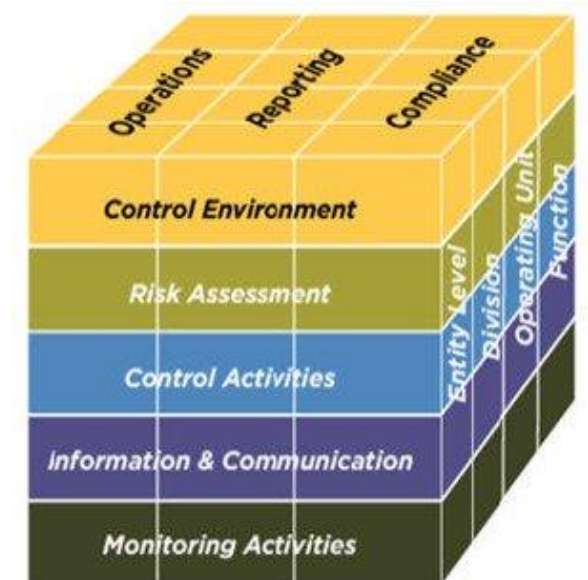 Operations
Reporting
Compliance
Control Environment
Risk Assessment
Control Activities
Information & Communication
Monitoring Activities
Entity Level
Division
Operating Unit
Function